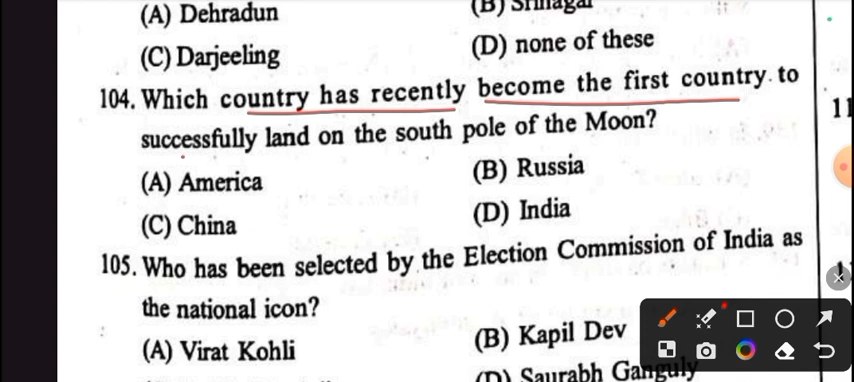 (A) Dehradun (B) Srinagar
(C) Darjeeling (D) none of these
104. Which country has recently become the first country to
successfully land on the south pole of the Moon?
(A) America (B) Russia
(C) China (D) India
105. Who has been selected by the Election Commission of India as
the national icon?
(A) Virat Kohli (B) Kapil Dev
(D) Saurabh Ganguly
11